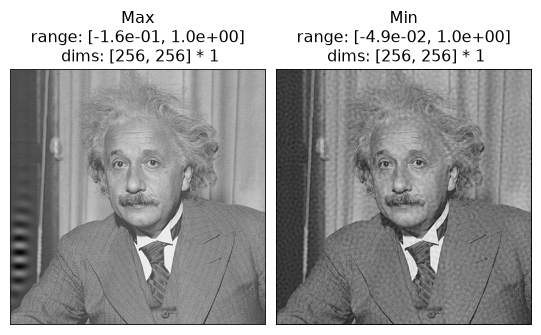 Max
range: [-1.6e-01, 1.0e+00]
dims: [256, 256] * 1
Min
range: [-4.9e-02, 1.0e+00]
dims: [256, 256] * 1